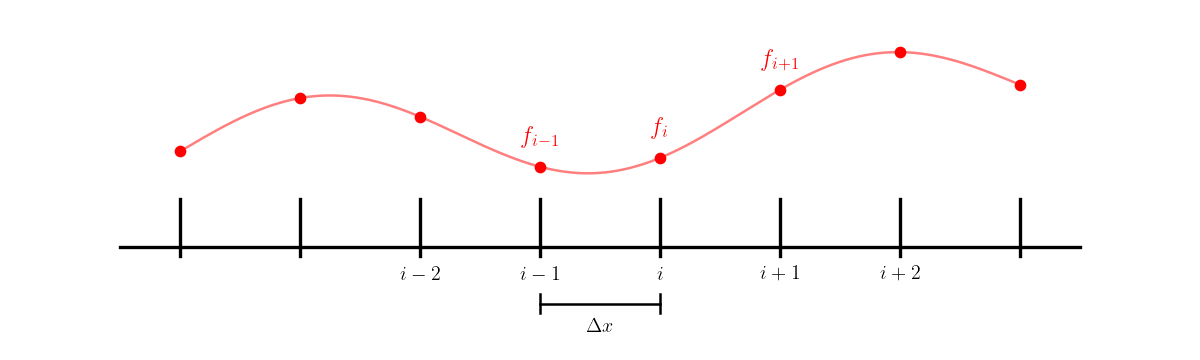 f_{i+1}
f_i
f_{i−1}
i − 2 i − 1 i i + 1 i + 2
Δx